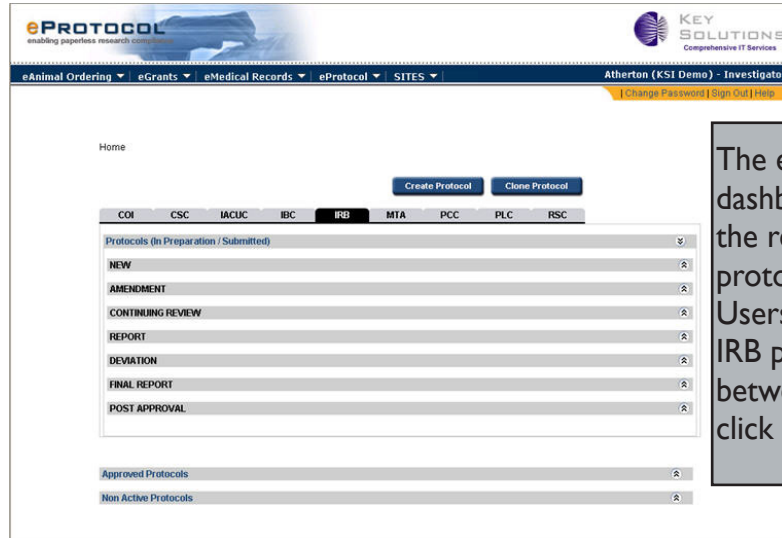 ePROTOCOL
enabling paperless research compliance
KEY
SOLUTIONS
Comprehensive IT Services
eAnimal Ordering | eGrants | eMedical Records | eProtocol | SITES |
Atherton (KSI Demo) - Investigato
| Change Password | Sign Out | Help
Home
Create Protocol Clone Protocol
COI CSC IACUC IBC IRB MTA PCC PLC RSC
Protocols (In Preparation / Submitted)
NEW
AMENDMENT
CONTINUING REVIEW
REPORT
DEVIATION
FINAL REPORT
POST APPROVAL
Approved Protocols
Non Active Protocols
The e
dashb
the re
proto
Users
IRB p
betwe
click